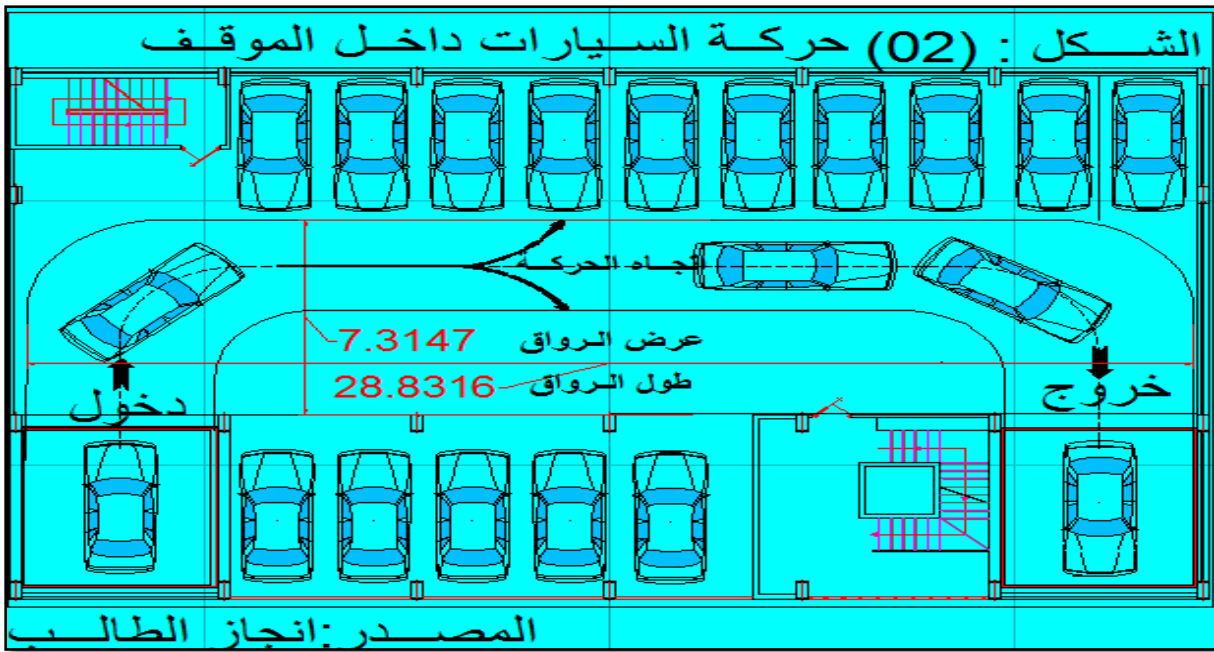 الشكل : (02) حركة السيارات داخل الموقف
اتجاه الحركة
عرض الرواق 7.3147
طول الرواق 28.8316
دخول
خروج
المصدر:انجاز الطالب